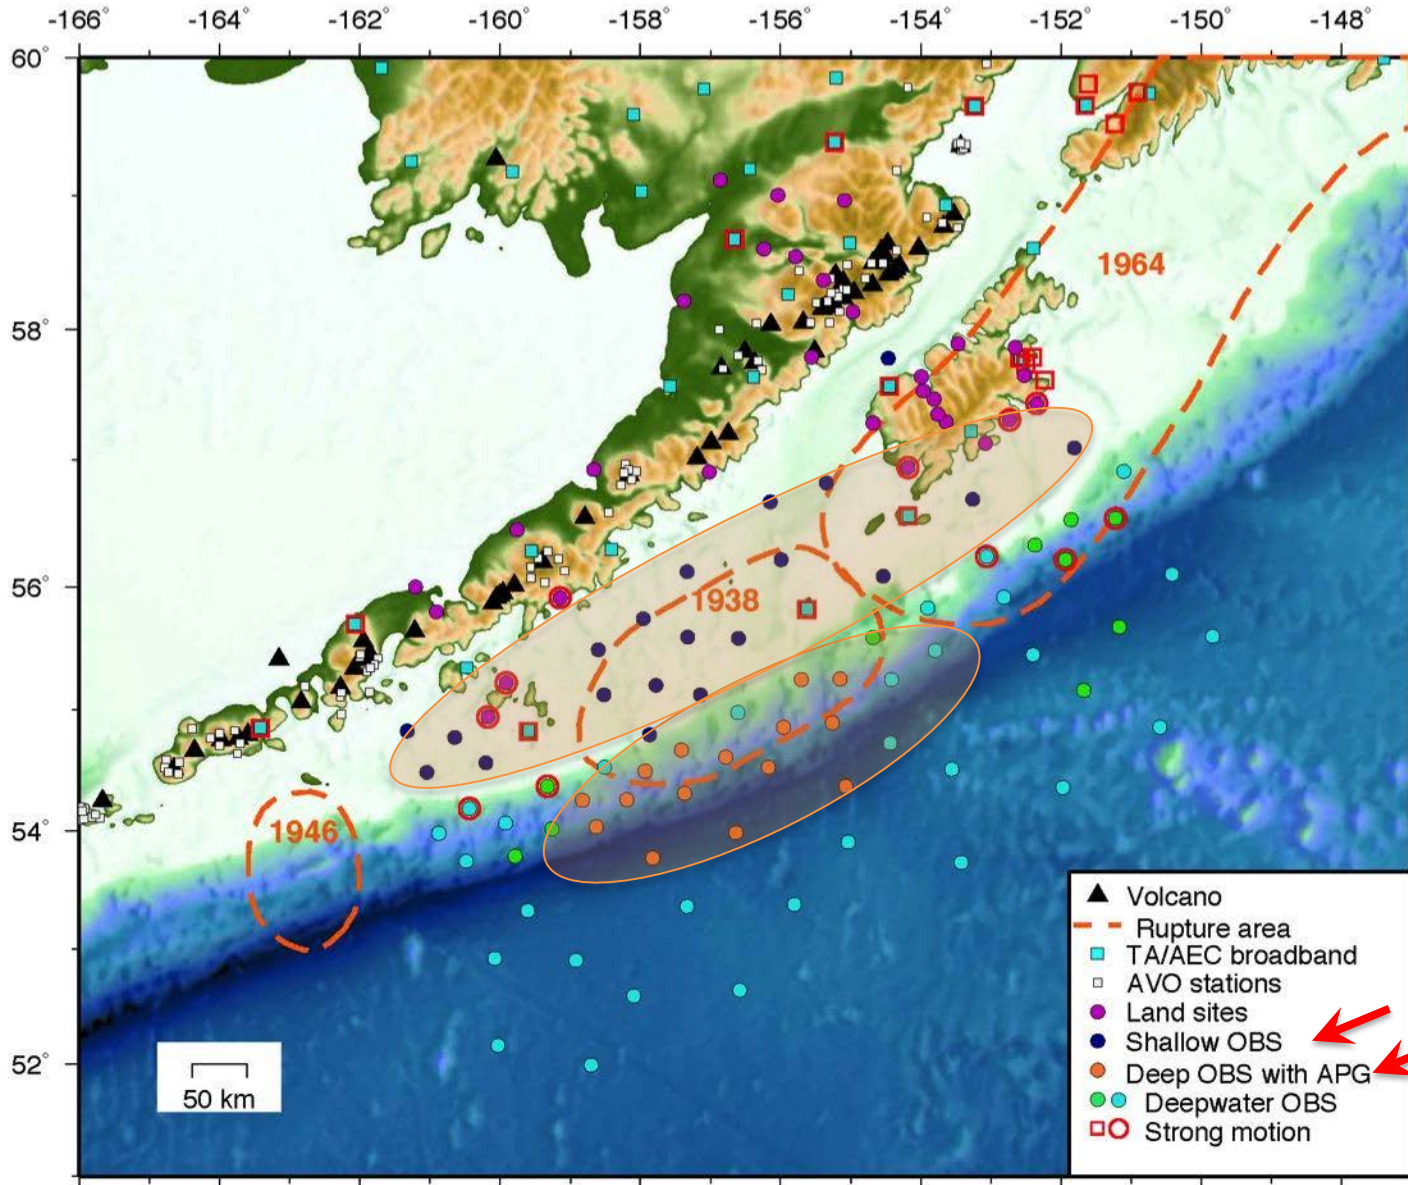 -166° -164° -162° -160° -158° -156° -154° -152° -150° -148°
60°
58°
56°
54°
52°
1964
1938
1946
50 km
Volcano
Rupture area
TA/AEC broadband
AVO stations
Land sites
Shallow OBS
Deep OBS with APG
Deepwater OBS
Strong motion